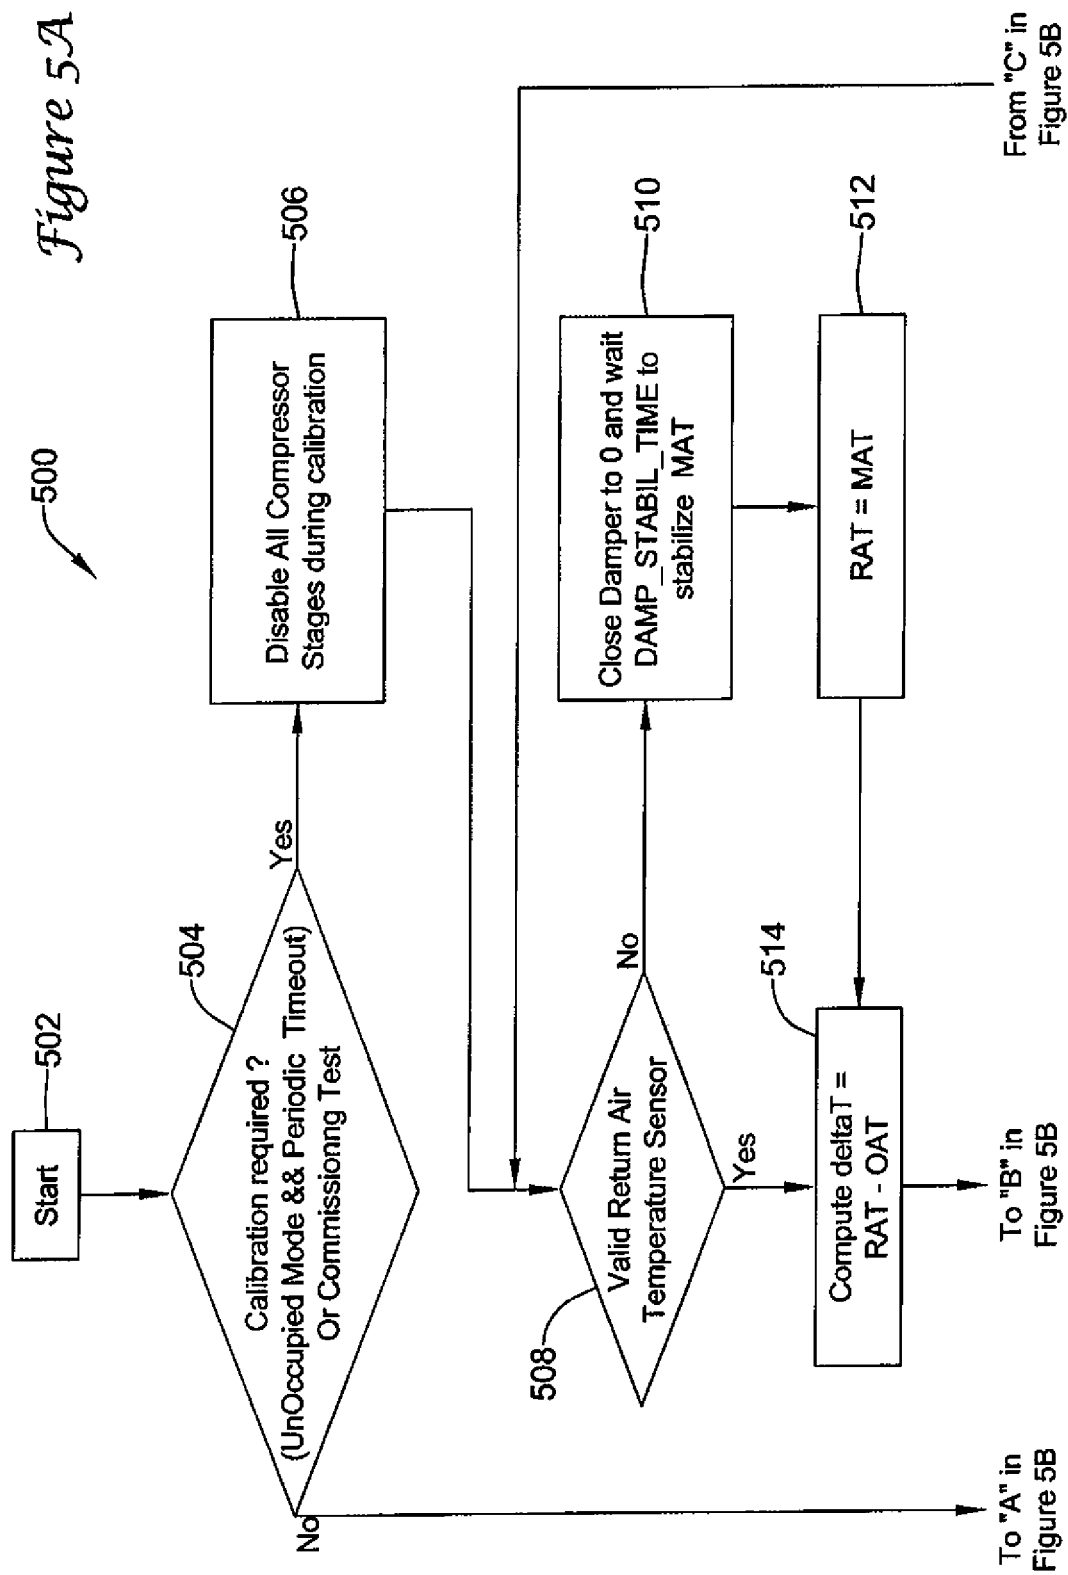 Figure 5A
500
502
Start
504
Calibration required ?
(UnOccupied Mode && Periodic Timeout)
Or Commissionng Test
Yes
No
506
Disable All Compressor
Stages during calibration
508
Valid Return Air
Temperature Sensor
No
Yes
510
Close Damper to 0 and wait
DAMP_STABIL_TIME to
stabilize MAT
512
RAT = MAT
514
Compute deltaT =
RAT - OAT
To "A" in
Figure 5B
To "B" in
Figure 5B
From "C" in
Figure 5B